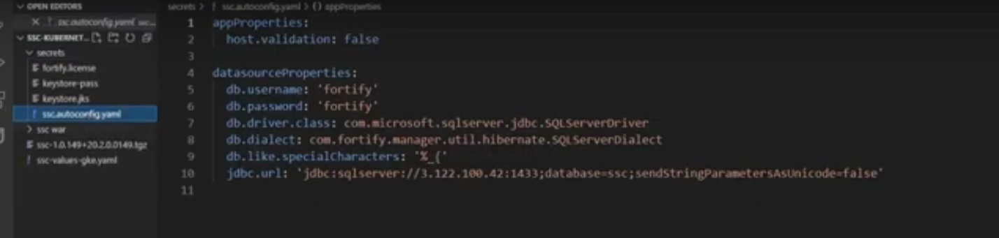 OPEN EDITORS
ssc.autoconfig.yaml sec...
SSC-KUBERNET...
secrets
fortify.license
keystore-pass
keystore.jks
ssc.autoconfig.yaml
ssc war
ssc-1.0.149+20.2.0.0149.tgz
ssc-values-gke.yaml
secrets > ! ssc.autoconfig.yaml > {} appProperties
1 appProperties:
2 host.validation: false
3
4 datasourceProperties:
5 db.username: 'fortify'
6 db.password: 'fortify'
7 db.driver.class: com.microsoft.sqlserver.jdbc.SQLServerDriver
8 db.dialect: com.fortify.manager.util.hibernate.SQLServerDialect
9 db.like.specialCharacters: '%_{'
10 jdbc.url: 'jdbc:sqlserver://3.122.100.42:1433;database=ssc;sendStringParametersAsUnicode=false'
11